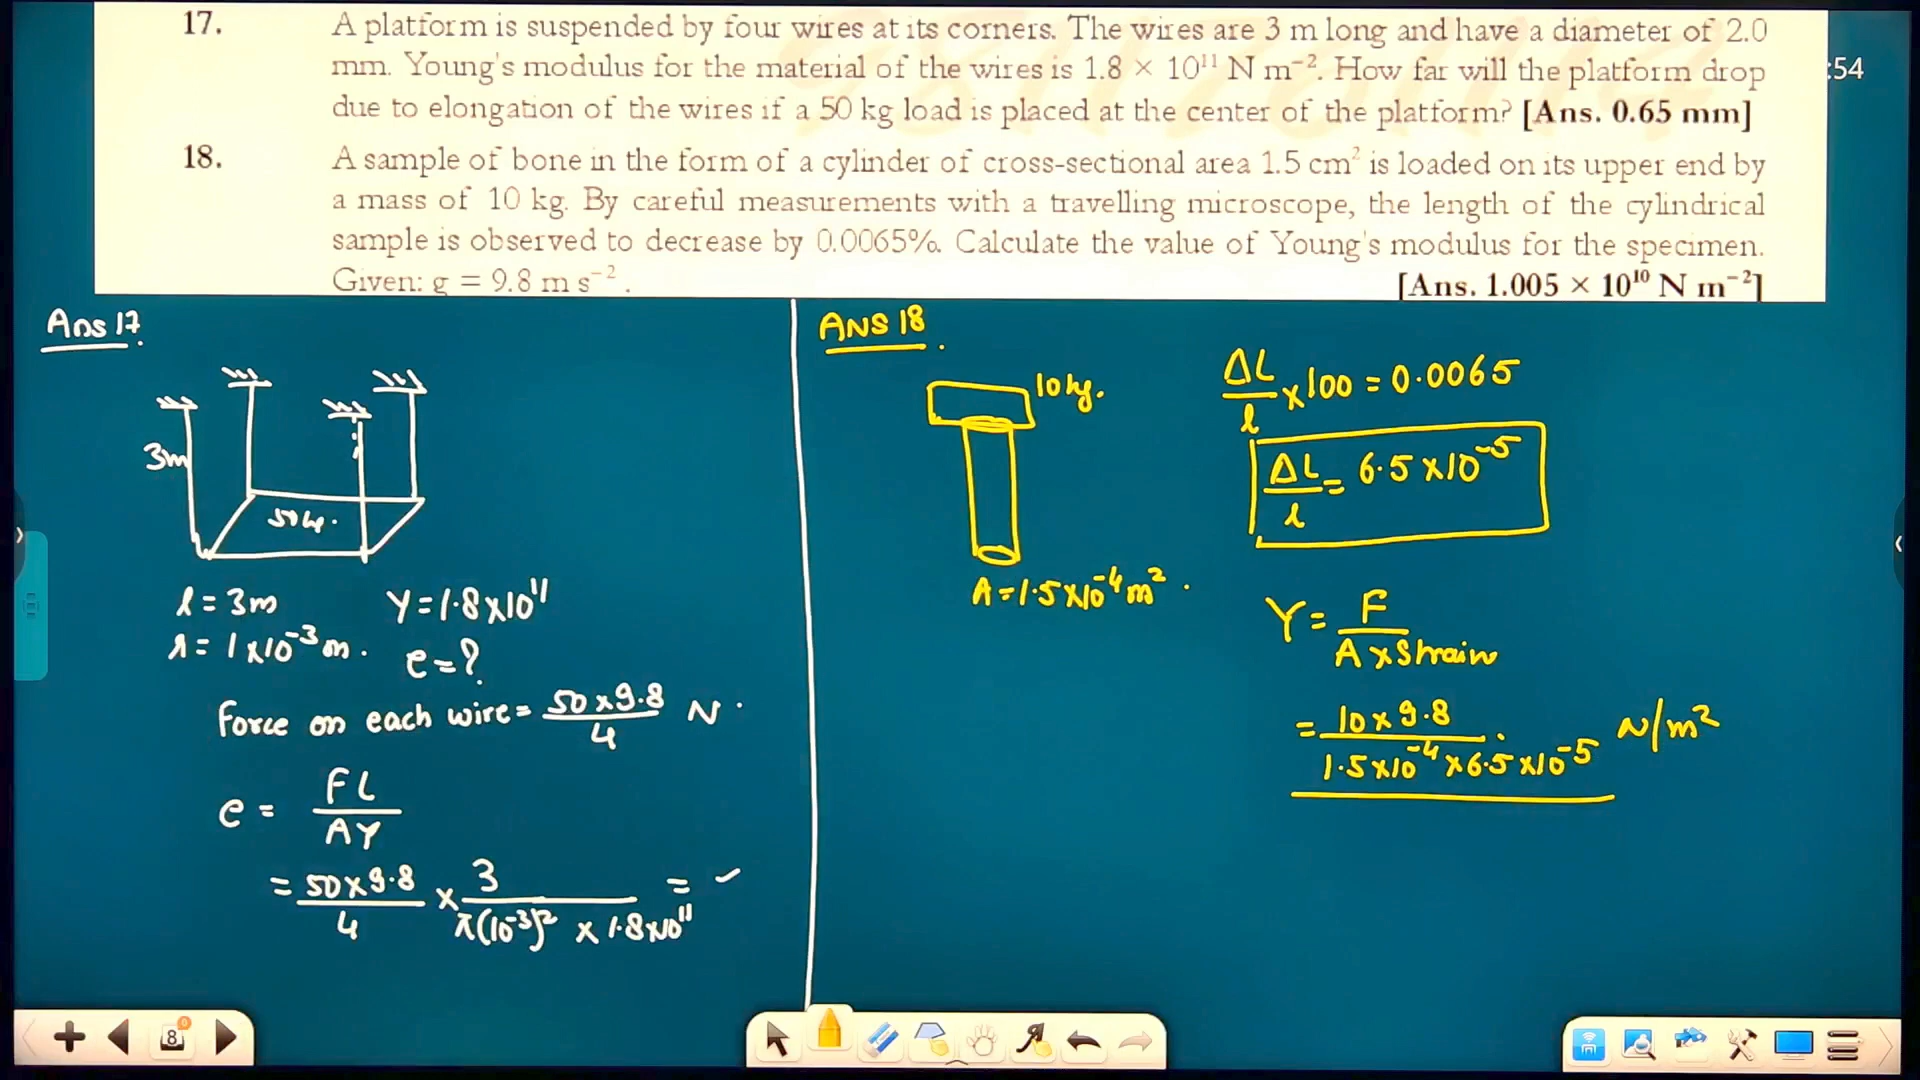 17. A platform is suspended by four wires at its corners. The wires are 3 m long and have a diameter of 2.0
mm. Young's modulus for the material of the wires is 1.8 × 10¹¹ N m⁻². How far will the platform drop
due to elongation of the wires if a 50 kg load is placed at the center of the platform? [Ans. 0.65 mm]
18. A sample of bone in the form of a cylinder of cross-sectional area 1.5 cm² is loaded on its upper end by
a mass of 10 kg. By careful measurements with a travelling microscope, the length of the cylindrical
sample is observed to decrease by 0.0065%. Calculate the value of Young's modulus for the specimen.
Given: g = 9.8 m s⁻².
[Ans. 1.005 × 10¹⁰ N m⁻²]
:54
Ans 17.
3m
50kg.
l = 3m
Y = 1.8×10¹¹
r = 1×10⁻³ m.
e = ?
Force on each wire = 50×9.8/4 N.
e = FL/AY
= 50×9.8/4 × 3/π(10⁻³)² × 1.8×10¹¹ =
ANS 18.
10kg.
A = 1.5×10⁻⁴ m².
ΔL/l × 100 = 0.0065
ΔL/l = 6.5×10⁻⁵
Y = F/A×Strain
= 10×9.8/1.5×10⁻⁴×6.5×10⁻⁵ N/m²
8